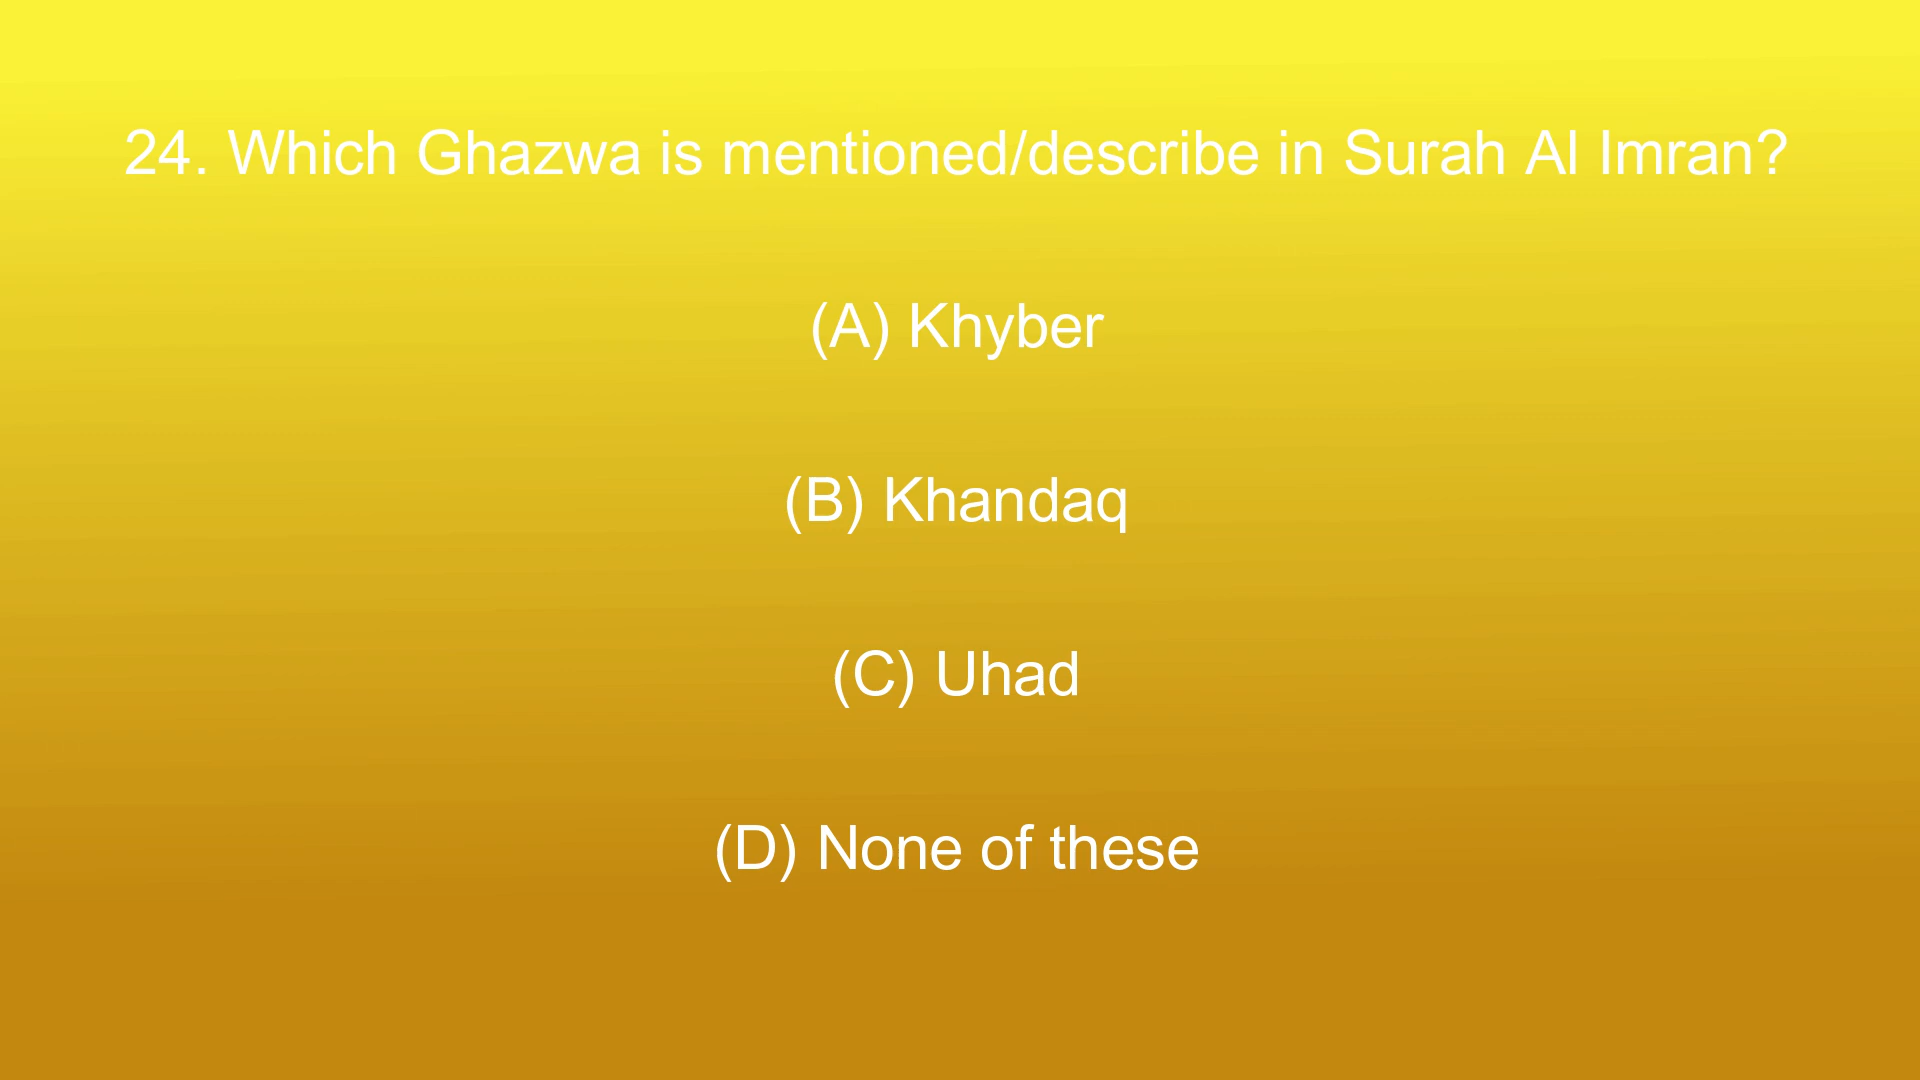 24. Which Ghazwa is mentioned/describe in Surah Al Imran?
(A) Khyber
(B) Khandaq
(C) Uhad
(D) None of these